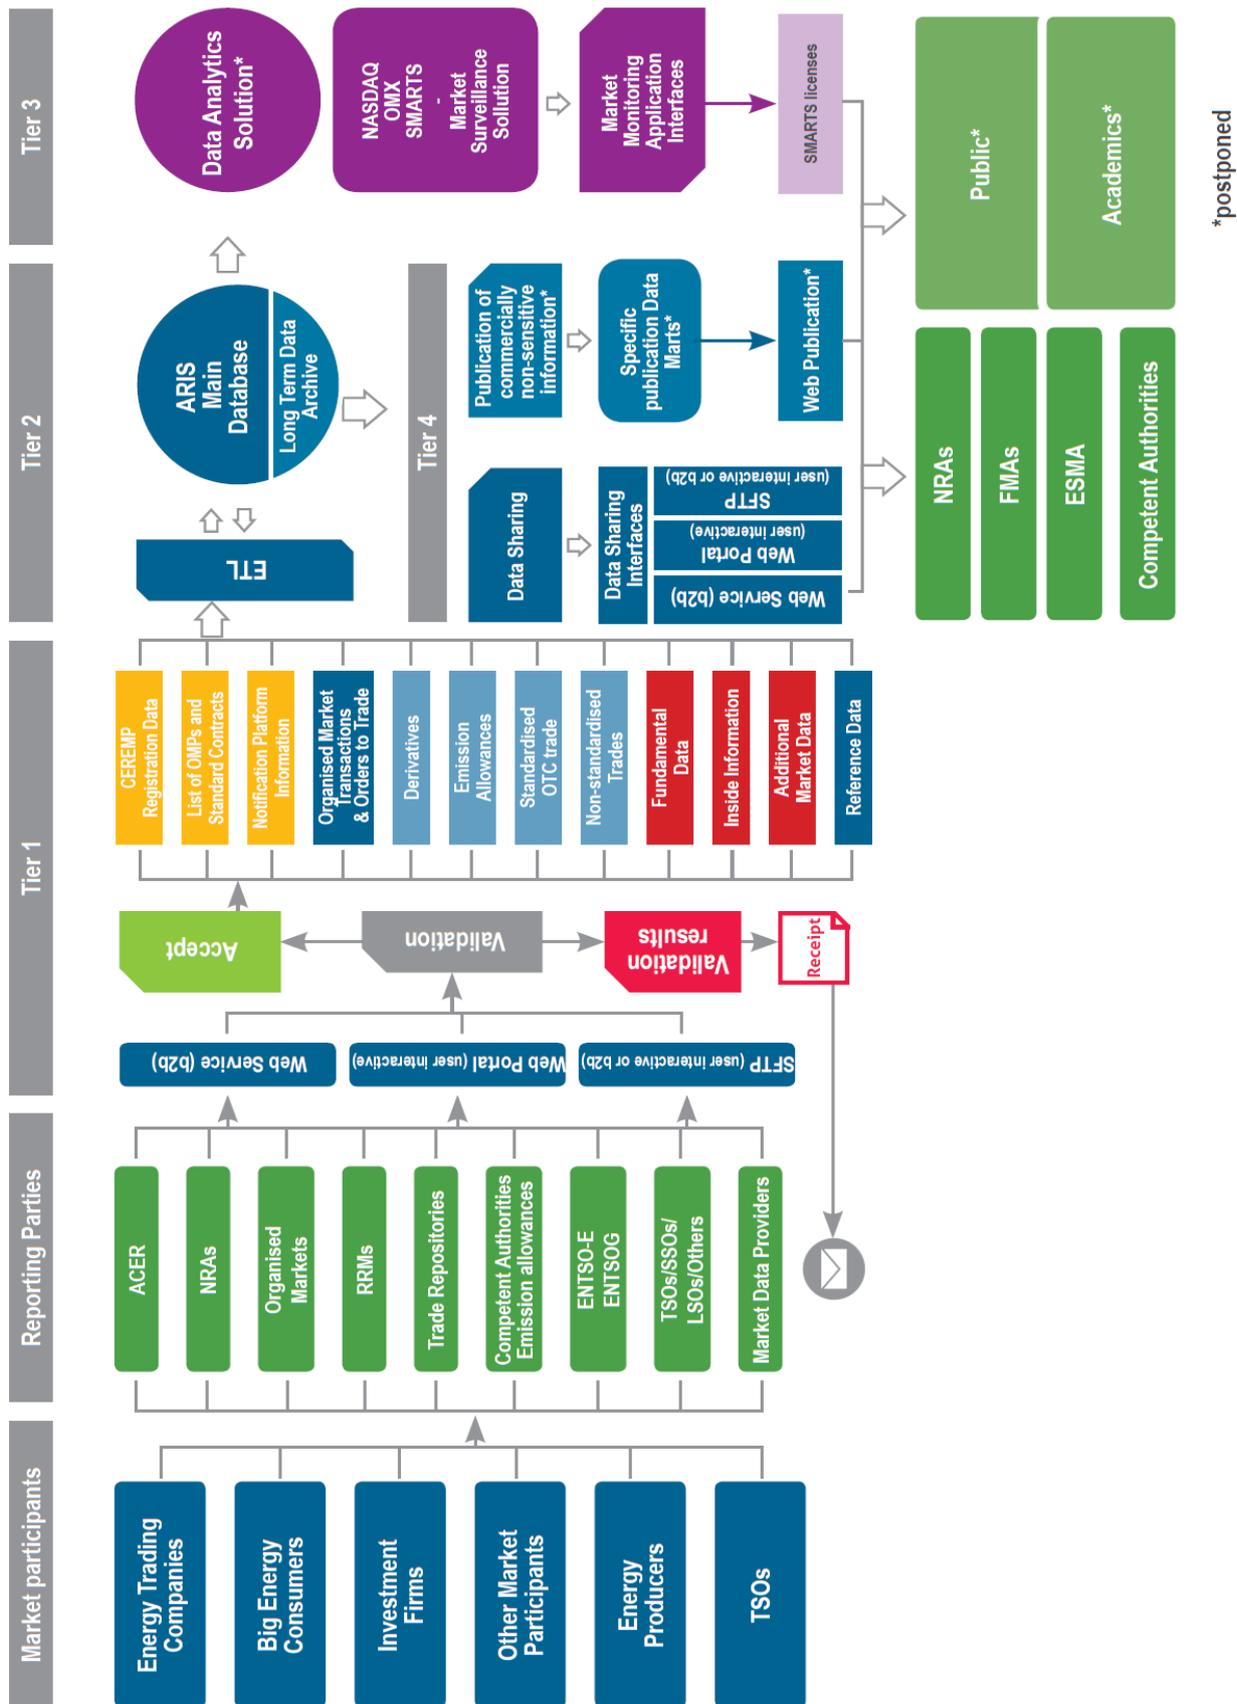 Market participants
Reporting Parties
Tier 1
Tier 2
Tier 3
Energy Trading
Companies
Big Energy
Consumers
Investment
Firms
Other Market
Participants
Energy
Producers
TSOs
ACER
NRAs
Organised
Markets
RRMs
Trade Repositories
Competent Authorities
Emission allowances
ENTSO-E
ENTSOG
TSOs/SSOs/
LSOs/Others
Market Data Providers
Web Service (b2b)
Web Portal (user interactive)
SFTP (user interactive or b2b)
Accept
Validation
Validation
results
Receipt
CEREMP
Registration Data
List of OMPs and
Standard Contracts
Notification Platform
Information
Organised Market
Transactions
& Orders to Trade
Derivatives
Emission
Allowances
Standardised
OTC trade
Non-standardised
Trades
Fundamental
Data
Inside Information
Additional
Market Data
Reference Data
ETL
ARIS
Main
Database
Long Term Data
Archive
Tier 4
Data Sharing
Data Sharing
Interfaces
Web Service (b2b)
Web Portal
(user interactive)
SFTP
(user interactive or b2b)
Publication of
commercially
non-sensitive
information*
Specific
publication Data
Marts*
Web Publication*
Data Analytics
Solution*
NASDAQ
OMX
SMARTS
-
Market
Surveillance
Sollution
Market
Monitoring
Application
Interfaces
SMARTS licenses
NRAs
FMAs
ESMA
Competent Authorities
Public*
Academics*
*postponed